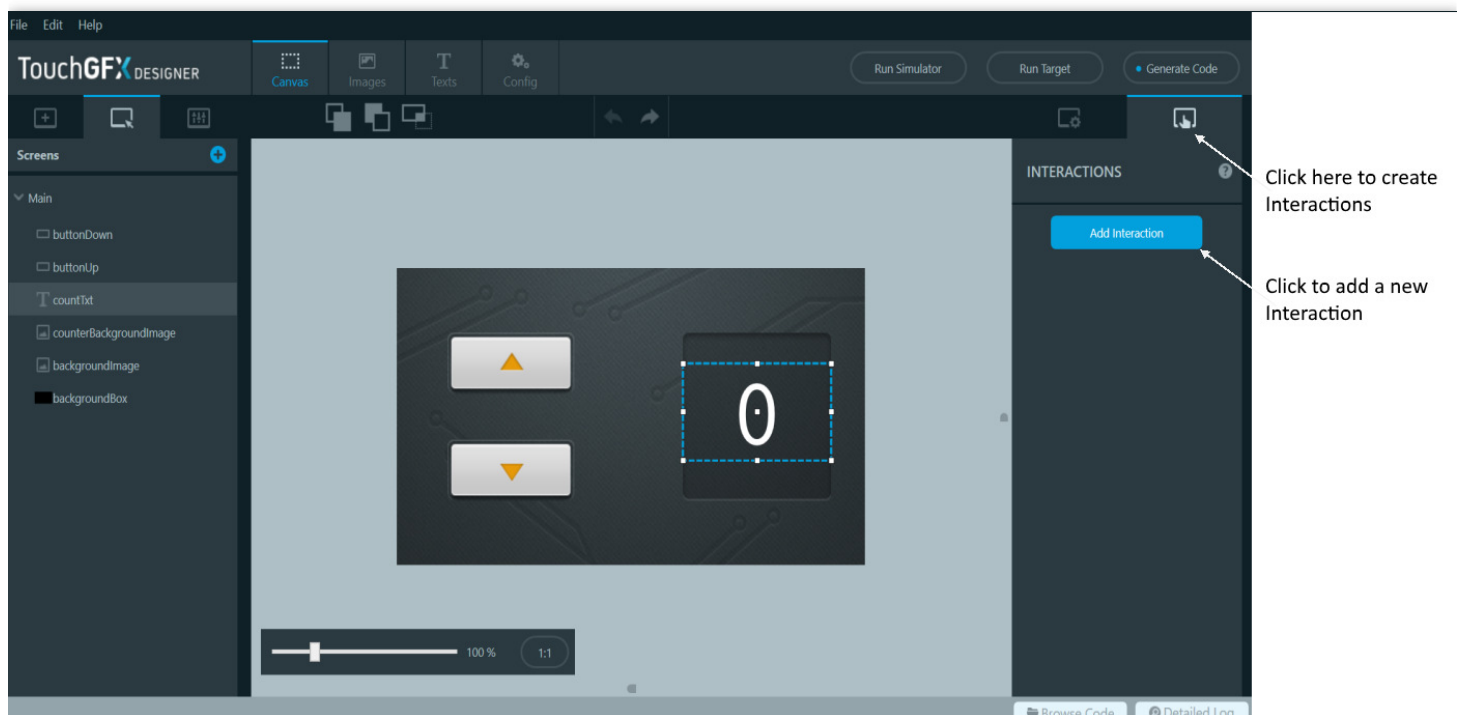 File Edit Help
TouchGFX DESIGNER
Canvas
Images
Texts
Config
Run Simulator
Run Target
Generate Code
Screens
INTERACTIONS
Main
buttonDown
buttonUp
countTxt
counterBackgroundImage
backgroundImage
backgroundBox
0
100 %
1:1
Add Interaction
Browse Code
Detailed Log
Click here to create
Interactions
Click to add a new
Interaction